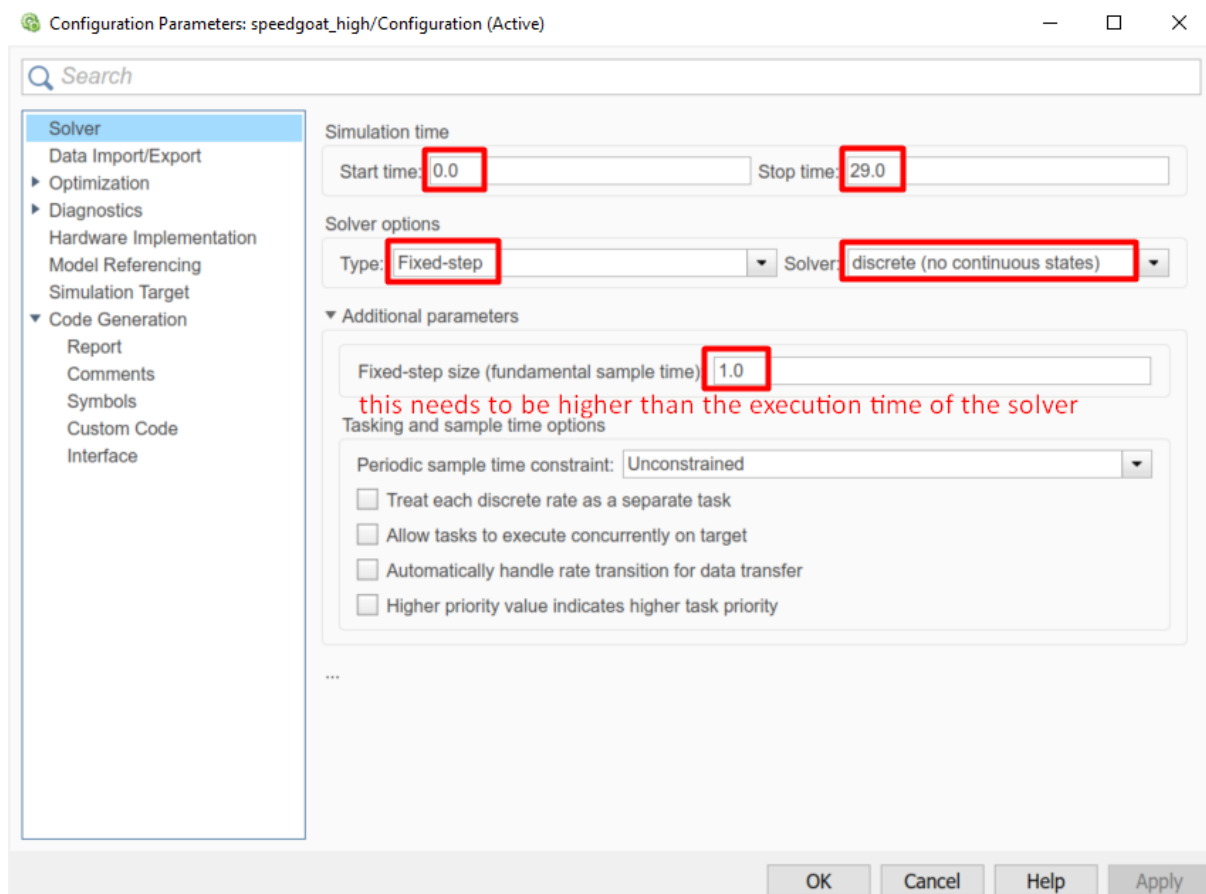 Configuration Parameters: speedgoat_high/Configuration (Active)
Search
Solver
Data Import/Export
Optimization
Diagnostics
Hardware Implementation
Model Referencing
Simulation Target
Code Generation
Report
Comments
Symbols
Custom Code
Interface
Simulation time
Start time: 0.0 Stop time: 29.0
Solver options
Type: Fixed-step Solver: discrete (no continuous states)
Additional parameters
Fixed-step size (fundamental sample time) 1.0
this needs to be higher than the execution time of the solver
Tasking and sample time options
Periodic sample time constraint: Unconstrained
Treat each discrete rate as a separate task
Allow tasks to execute concurrently on target
Automatically handle rate transition for data transfer
Higher priority value indicates higher task priority
...
OK Cancel Help Apply